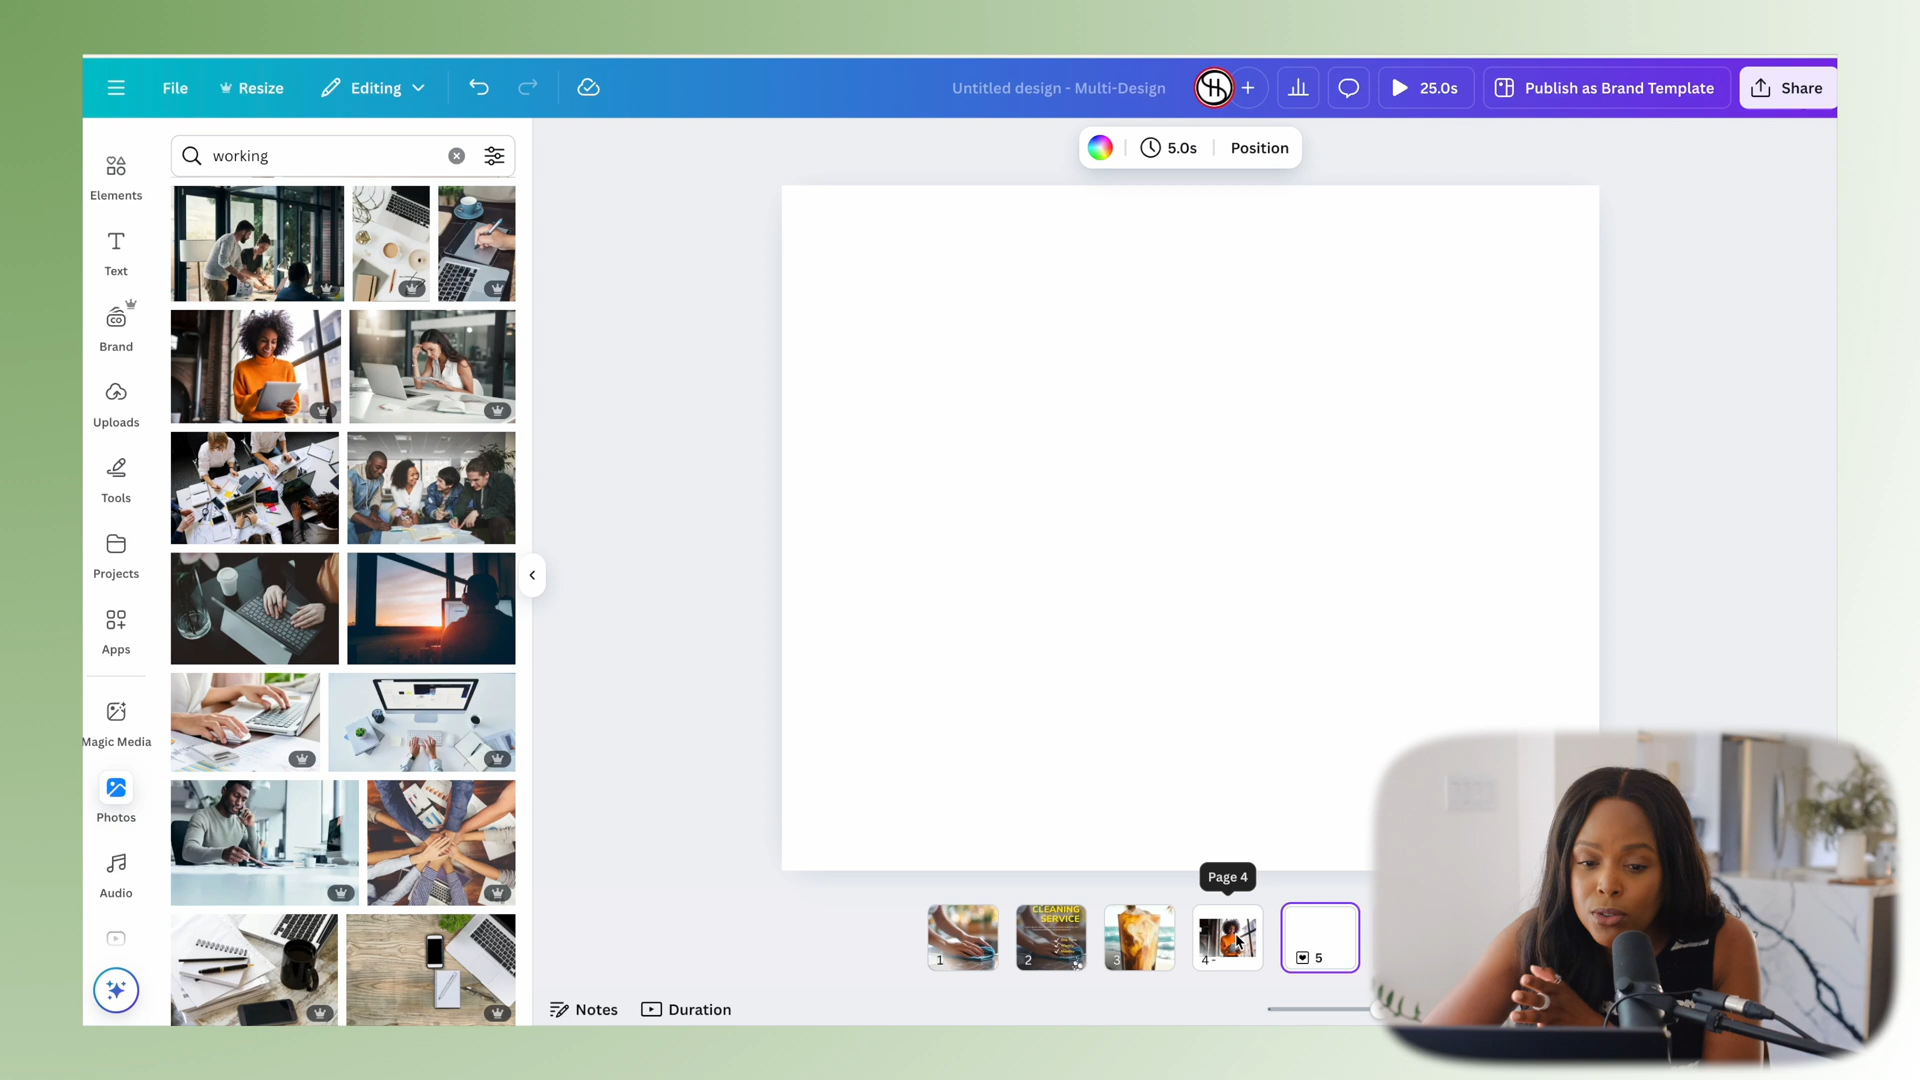 File
Resize
Editing
Untitled design - Multi-Design
25.0s
Publish as Brand Template
Share
working
5.0s
Position
Elements
Text
Brand
Uploads
Tools
Projects
Apps
Magic Media
Photos
Audio
Page 4
1
CLEANING
SERVICE
2
3
4
5
Notes
Duration